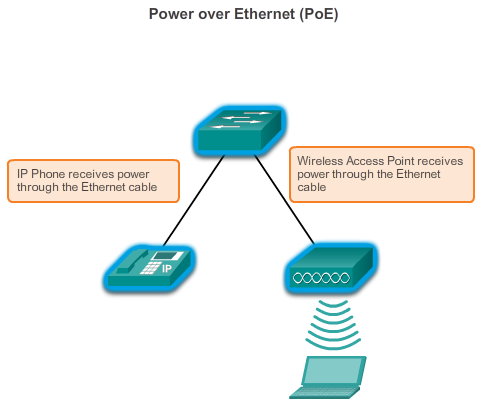 Power over Ethernet (PoE)
IP Phone receives power
through the Ethernet cable
Wireless Access Point receives
power through the Ethernet
cable
IP